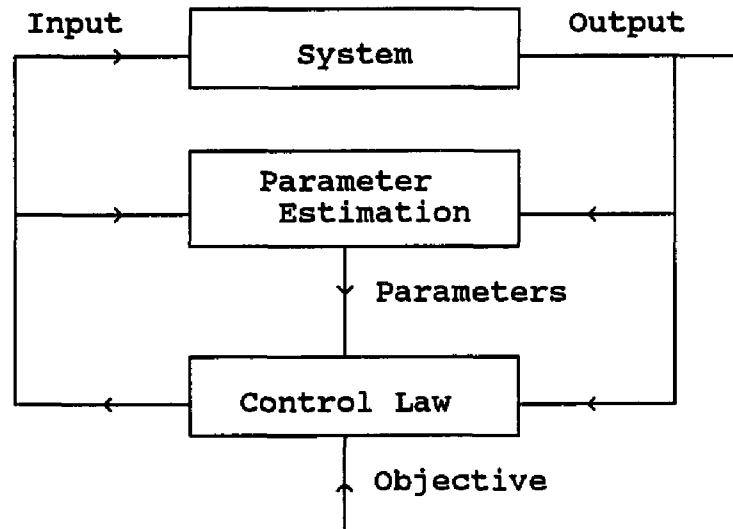 Input
Output
System
Parameter
Estimation
Parameters
Control Law
Objective